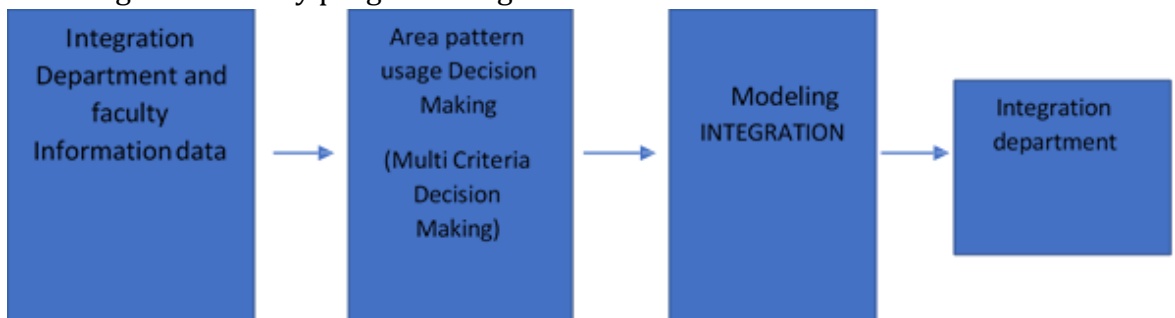 Integration
Department and
faculty
Information data
Area pattern
usage Decision
Making
(Multi Criteria
Decision
Making)
Modeling
INTEGRATION
Integration
department